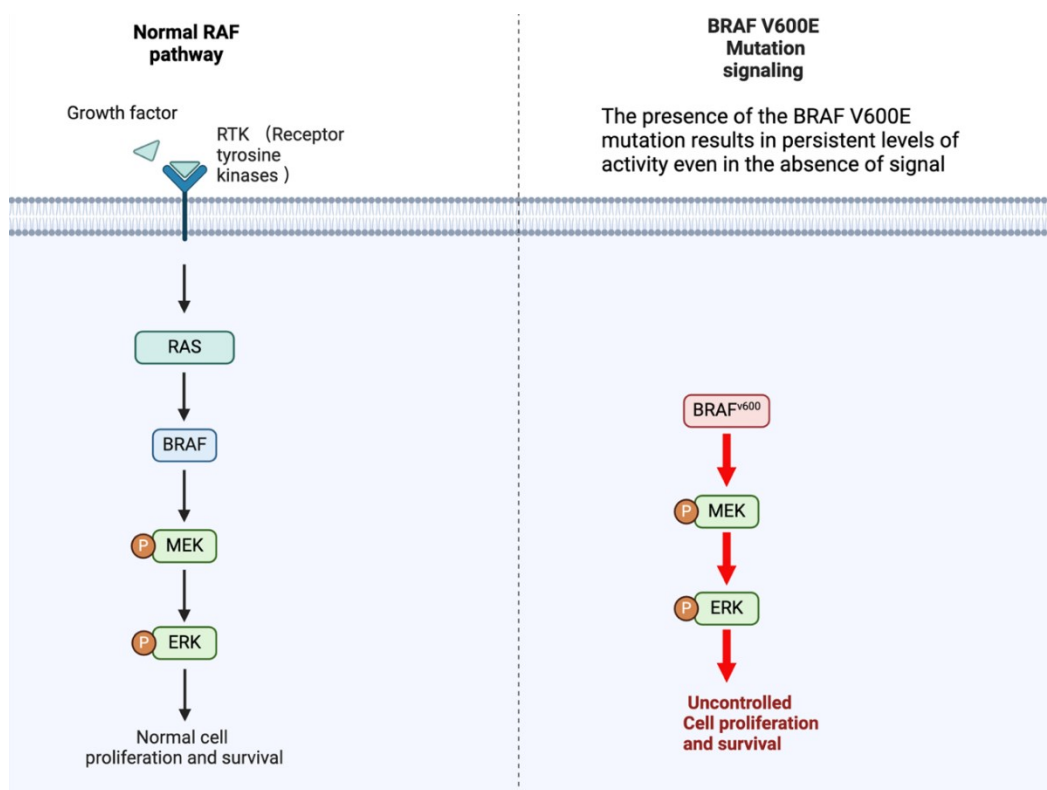 Normal RAF
pathway
Growth factor
RTK （Receptor
tyrosine
kinases ）
RAS
BRAF
P
MEK
P
ERK
Normal cell
proliferation and survival
BRAF V600E
Mutation
signaling
The presence of the BRAF V600E
mutation results in persistent levels of
activity even in the absence of signal
BRAFv600
P
MEK
P
ERK
Uncontrolled
Cell proliferation
and survival